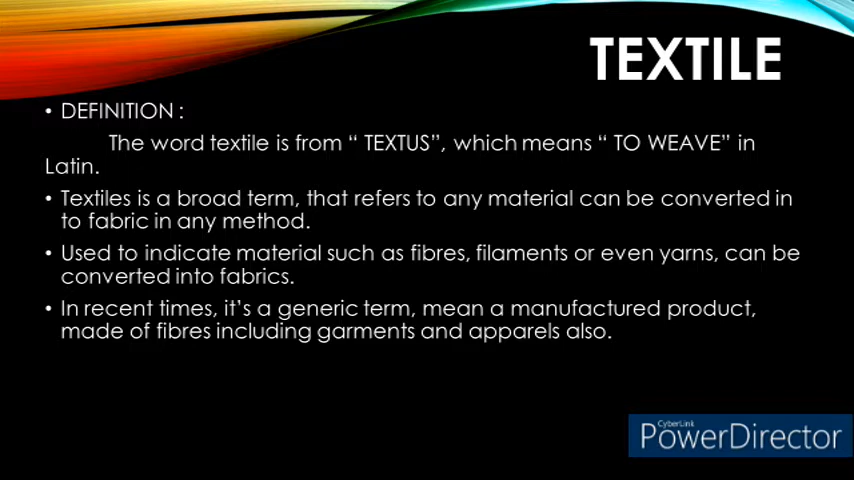 TEXTILE
• DEFINITION :
The word textile is from “ TEXTUS”, which means “ TO WEAVE” in
Latin.
• Textiles is a broad term, that refers to any material can be converted in
to fabric in any method.
• Used to indicate material such as fibres, filaments or even yarns, can be
converted into fabrics.
• In recent times, it’s a generic term, mean a manufactured product,
made of fibres including garments and apparels also.
CyberLink
PowerDirector